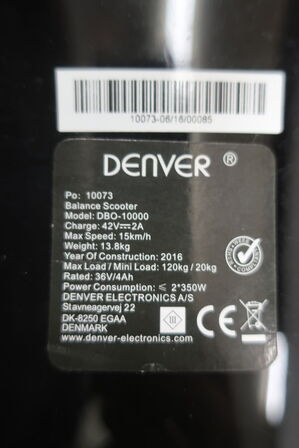 10073-06/16/00085
DENVER ®
Po: 10073
Balance Scooter
Model: DBO-10000
Charge: 42V⎓2A
Max Speed: 15km/h
Weight: 13.8kg
Year Of Construction: 2016
Max Load / Mini Load: 120kg / 20kg
Rated: 36V/4Ah
Power Consumption: ≤ 2*350W
DENVER ELECTRONICS A/S
Stavneagervej 22
DK-8250 EGAA
DENMARK
www.denver-electronics.com
III
CE